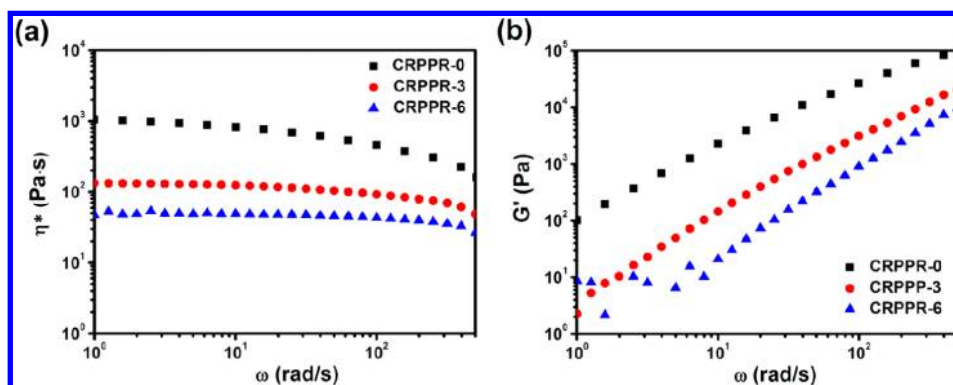 (a)
η* (Pa·s)
10⁴
10³
10²
10¹
10⁰
CRPPR-0
CRPPR-3
CRPPR-6
10⁰ 10¹ 10²
ω (rad/s)
(b)
G' (Pa)
10⁵
10⁴
10³
10²
10¹
10⁰
CRPPR-0
CRPPP-3
CRPPR-6
10⁰ 10¹ 10²
ω (rad/s)